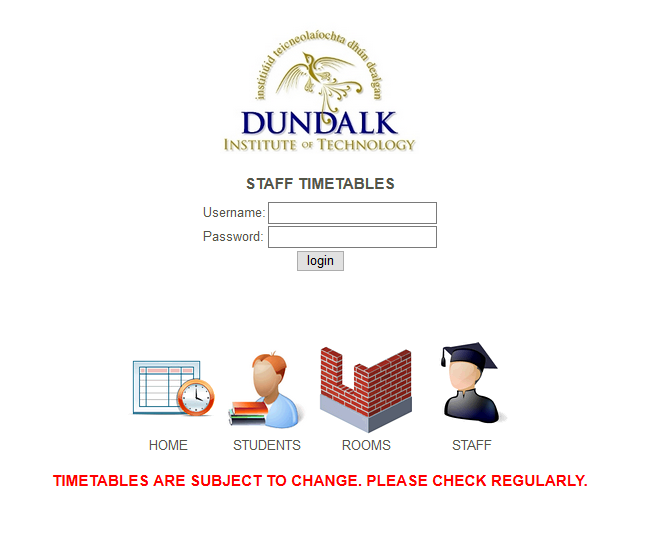 institiúid teicneolaíochta dhún dealgan
DUNDALK
INSTITUTE OF TECHNOLOGY
STAFF TIMETABLES
Username:
Password:
login
HOME STUDENTS ROOMS STAFF
TIMETABLES ARE SUBJECT TO CHANGE. PLEASE CHECK REGULARLY.